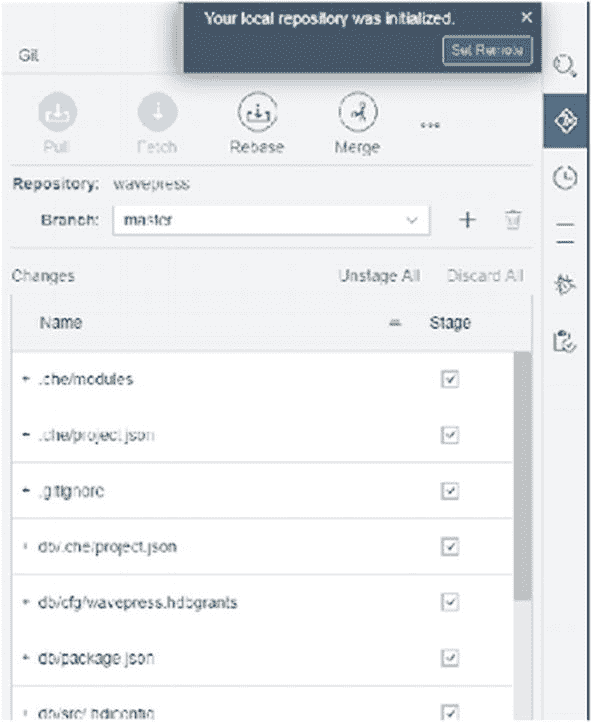 Your local repository was initialized.
Set Remote
Git
Pull Fetch Rebase Merge
Repository: wavepress
Branch: master
Changes Unstage All Discard All
Name Stage
.che/modules
.che/project.json
.gitignore
db/.che/project.json
db/cfg/wavepress.hdbgrants
db/package.json
db/src/.hdiconfig